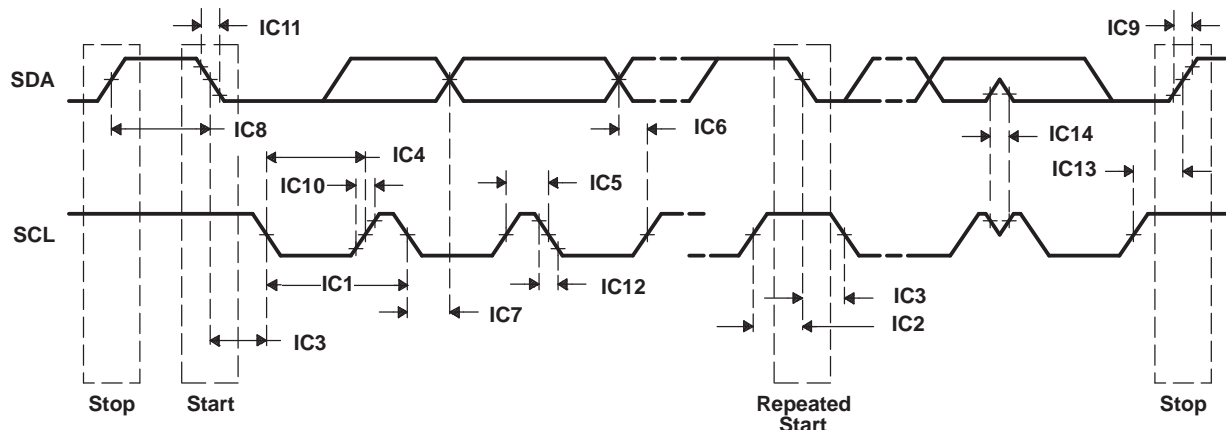 IC11
IC9
SDA
IC8
IC6
IC14
IC4
IC10
IC5
IC13
SCL
IC1
IC12
IC7
IC3
IC3
IC2
Stop
Start
Repeated
Start
Stop